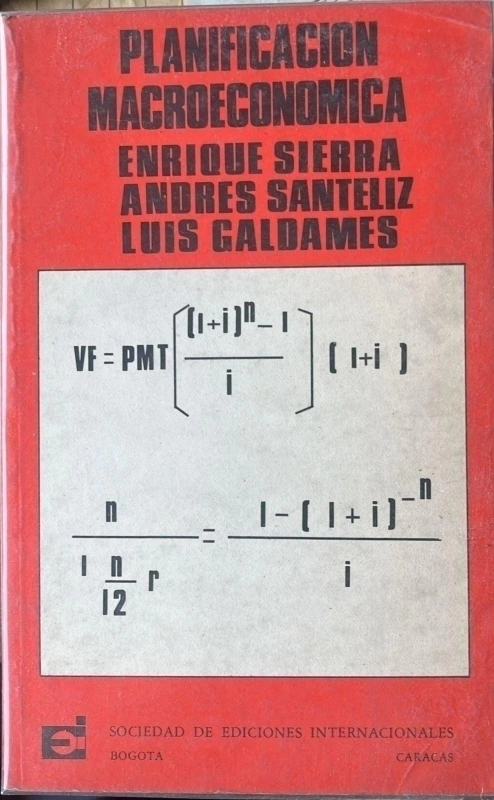 PLANIFICACION
MACROECONOMICA
ENRIQUE SIERRA
ANDRES SANTELIZ
LUIS GALDAMES
VF = PMT [ (1+i)^n - 1 / i ] ( 1+i )
n / 1 n/12 r = 1 - ( 1 + i )^-n / i
ei
SOCIEDAD DE EDICIONES INTERNACIONALES
BOGOTA CARACAS